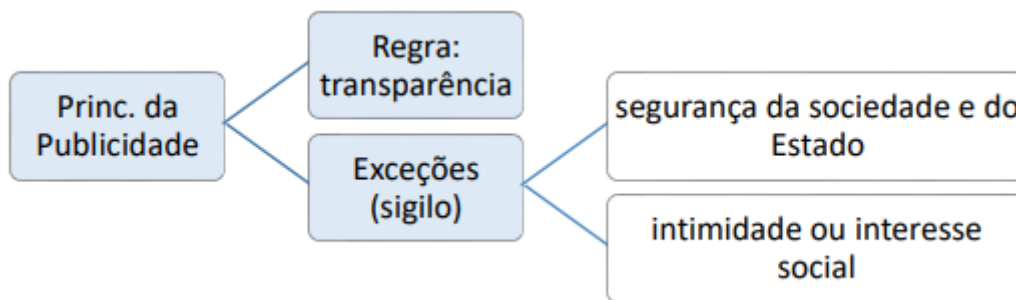 Princ. da
Publicidade
Regra:
transparência
Exceções
(sigilo)
segurança da sociedade e do
Estado
intimidade ou interesse
social